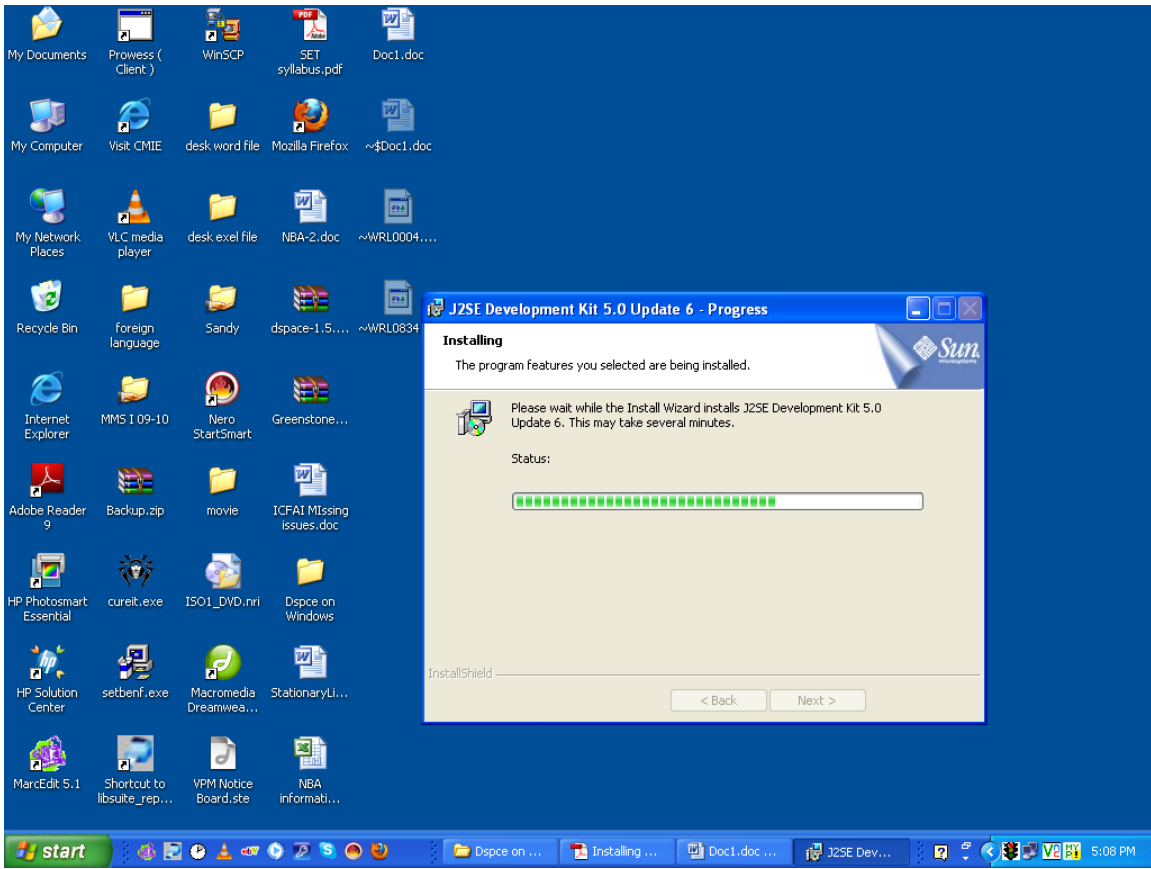 My Documents
Prowess (
Client )
WinSCP
SET
syllabus.pdf
Doc1.doc
My Computer
Visit CMIE
desk word file
Mozilla Firefox
~$Doc1.doc
My Network
Places
VLC media
player
desk exel file
NBA-2.doc
~WRL0004....
Recycle Bin
foreign
language
Sandy
dspace-1.5....
~WRL0834
Internet
Explorer
MMS I 09-10
Nero
StartSmart
Greenstone...
Adobe Reader
9
Backup.zip
movie
ICFAI MIssing
issues.doc
HP Photosmart
Essential
cureit.exe
ISO1_DVD.nri
Dspce on
Windows
HP Solution
Center
setbenf.exe
Macromedia
Dreamwea...
StationaryLi...
MarcEdit 5.1
Shortcut to
libsuite_rep...
VPM Notice
Board.ste
NBA
informati...
J2SE Development Kit 5.0 Update 6 - Progress
Installing
The program features you selected are being installed.
Sun
microsystems
Please wait while the Install Wizard installs J2SE Development Kit 5.0
Update 6. This may take several minutes.
Status:
InstallShield
< Back
Next >
start
Dspce on ...
Installing ...
Doc1.doc ...
J2SE Dev...
5:08 PM